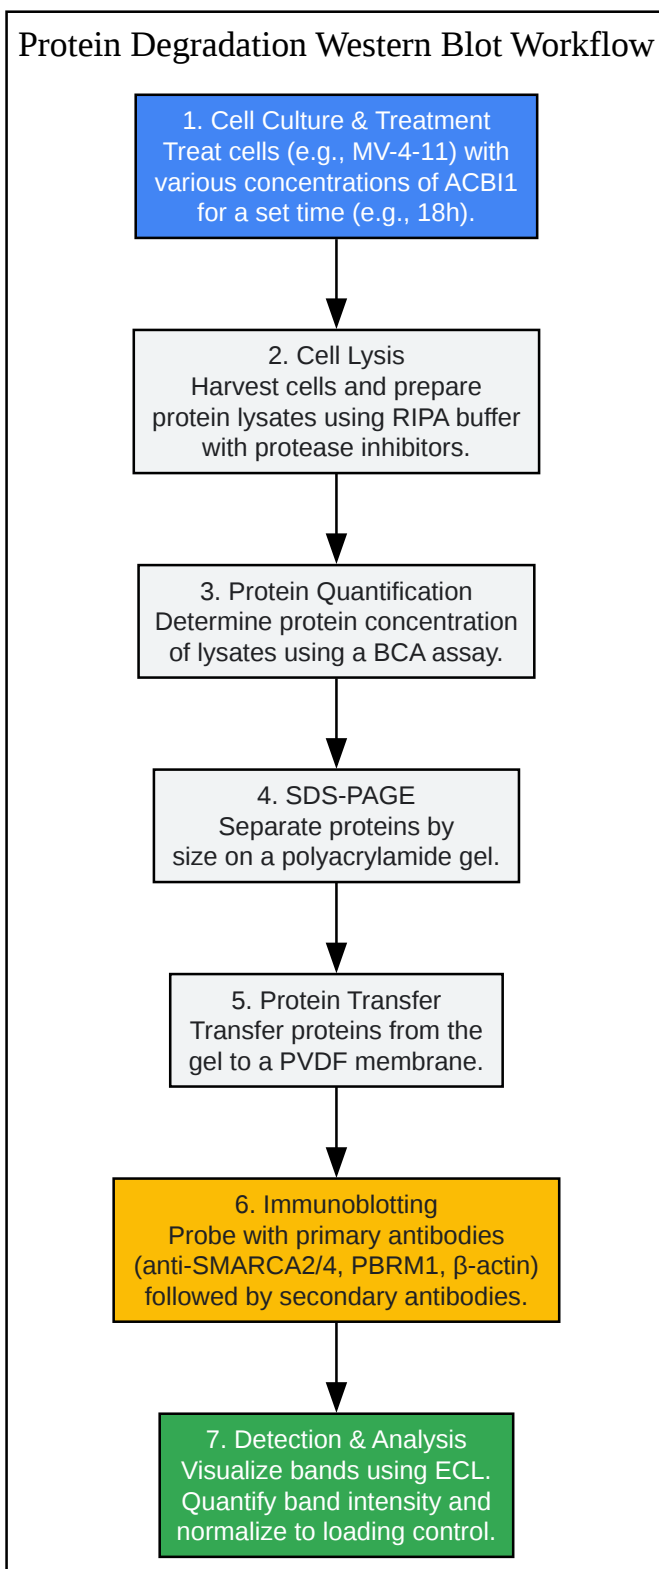 Protein Degradation Western Blot Workflow
1. Cell Culture & Treatment
Treat cells (e.g., MV-4-11) with
various concentrations of ACBI1
for a set time (e.g., 18h).
2. Cell Lysis
Harvest cells and prepare
protein lysates using RIPA buffer
with protease inhibitors.
3. Protein Quantification
Determine protein concentration
of lysates using a BCA assay.
4. SDS-PAGE
Separate proteins by
size on a polyacrylamide gel.
5. Protein Transfer
Transfer proteins from the
gel to a PVDF membrane.
6. Immunoblotting
Probe with primary antibodies
(anti-SMARCA2/4, PBRM1, β-actin)
followed by secondary antibodies.
7. Detection & Analysis
Visualize bands using ECL.
Quantify band intensity and
normalize to loading control.